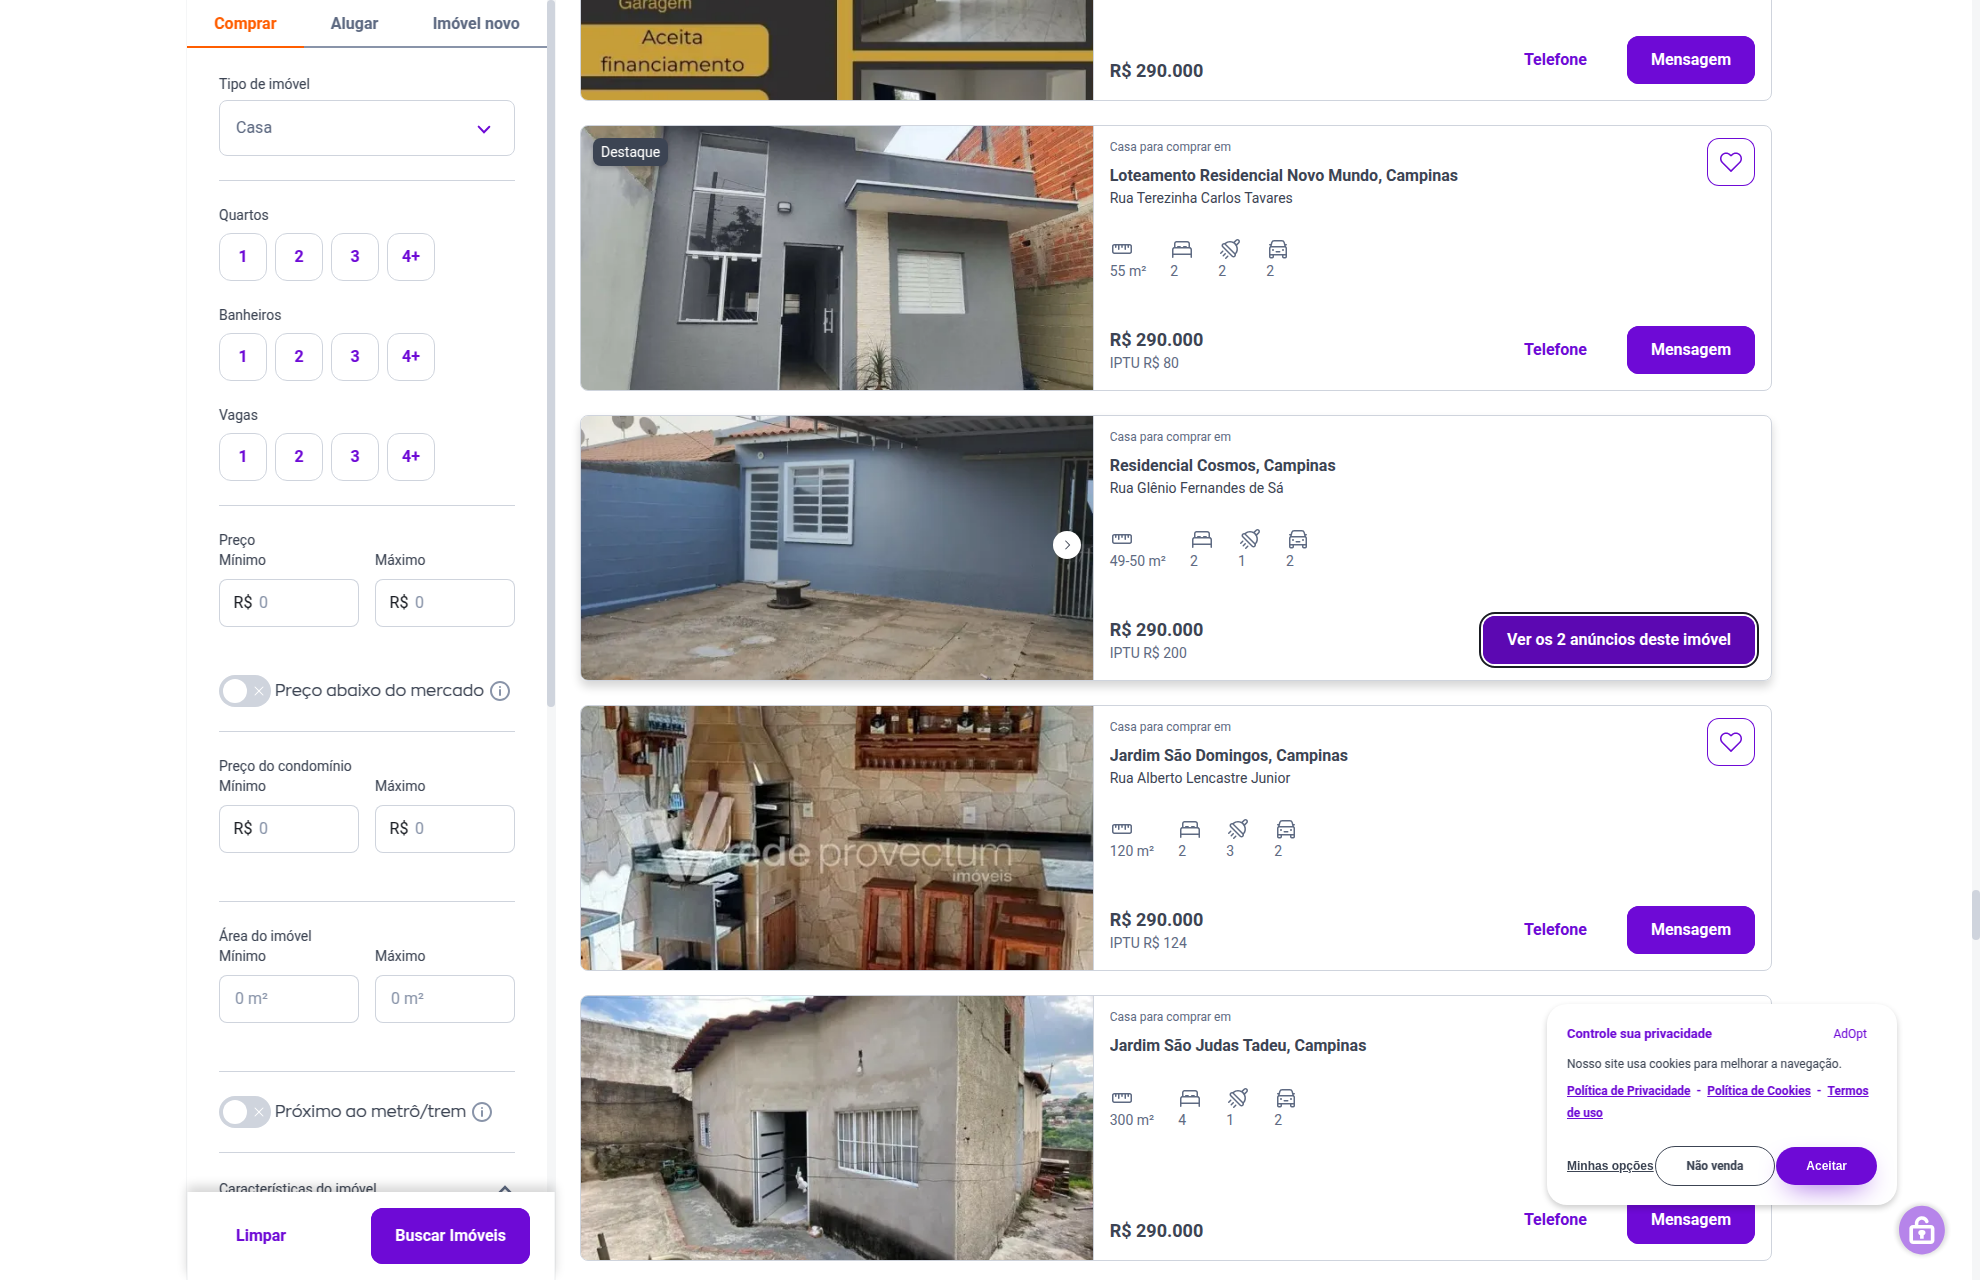 Comprar
Alugar
Imóvel novo
Tipo de imóvel
Casa
Quartos
1
2
3
4+
Banheiros
1
2
3
4+
Vagas
1
2
3
4+
Preço
Mínimo
Máximo
R$ 0
R$ 0
Preço abaixo do mercado
Preço do condomínio
Mínimo
Máximo
R$ 0
R$ 0
Área do imóvel
Mínimo
Máximo
0 m²
0 m²
Próximo ao metrô/trem
Características do imóvel
Limpar
Buscar Imóveis
Garagem
Aceita
financiamento
R$ 290.000
Telefone
Mensagem
Destaque
Casa para comprar em
Loteamento Residencial Novo Mundo, Campinas
Rua Terezinha Carlos Tavares
55 m²
2
2
2
R$ 290.000
IPTU R$ 80
Telefone
Mensagem
Casa para comprar em
Residencial Cosmos, Campinas
Rua Glênio Fernandes de Sá
49-50 m²
2
1
2
R$ 290.000
IPTU R$ 200
Ver os 2 anúncios deste imóvel
rede provectum
imóveis
Casa para comprar em
Jardim São Domingos, Campinas
Rua Alberto Lencastre Junior
120 m²
2
3
2
R$ 290.000
IPTU R$ 124
Telefone
Mensagem
Casa para comprar em
Jardim São Judas Tadeu, Campinas
300 m²
4
1
2
R$ 290.000
Telefone
Mensagem
Controle sua privacidade
AdOpt
Nosso site usa cookies para melhorar a navegação.
Política de Privacidade - Política de Cookies - Termos
de uso
Minhas opções
Não venda
Aceitar